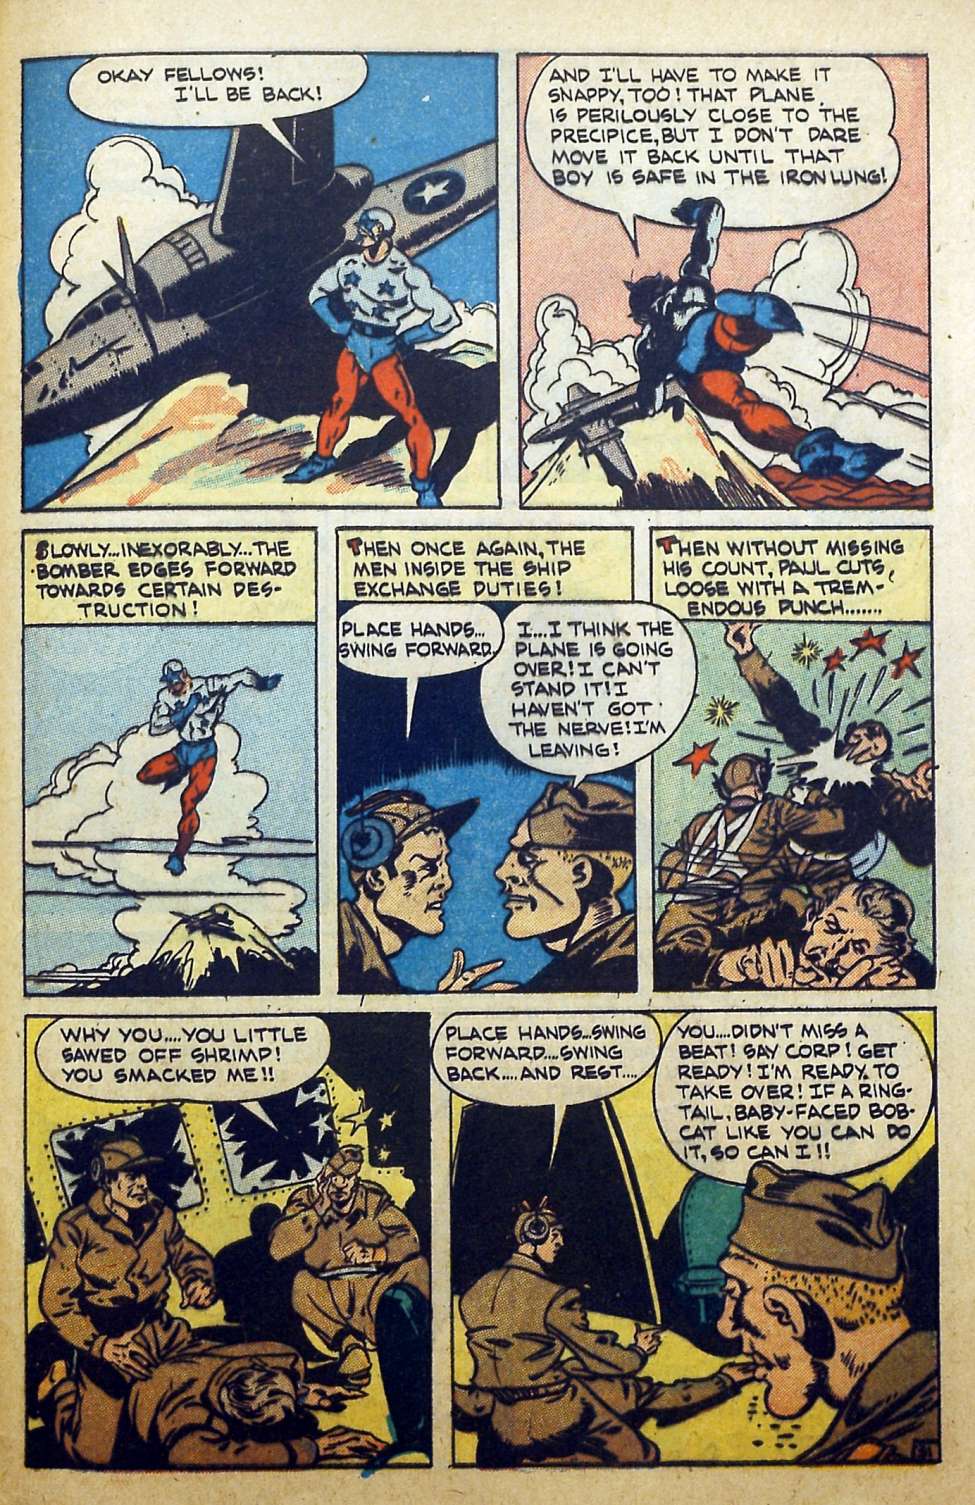 OKAY FELLOWS!
I'LL BE BACK!
AND I'LL HAVE TO MAKE IT
SNAPPY, TOO! THAT PLANE
IS PERILOUSLY CLOSE TO THE
PRECIPICE, BUT I DON'T DARE
MOVE IT BACK UNTIL THAT
BOY IS SAFE IN THE IRON LUNG!
SLOWLY...INEXORABLY...THE
BOMBER EDGES FORWARD
TOWARDS CERTAIN DES-
TRUCTION!
THEN ONCE AGAIN, THE
MEN INSIDE THE SHIP
EXCHANGE DUTIES!
PLACE HANDS...
SWING FORWARD..
I...I THINK THE
PLANE IS GOING
OVER! I CAN'T
STAND IT! I
HAVEN'T GOT
THE NERVE! I'M
LEAVING!
THEN WITHOUT MISSING
HIS COUNT, PAUL CUTS
LOOSE WITH A TREM-
ENDOUS PUNCH.......
WHY YOU....YOU LITTLE
SAWED OFF SHRIMP!
YOU SMACKED ME!!
PLACE HANDS...SWING
FORWARD....SWING
BACK....AND REST....
YOU....DIDN'T MISS A
BEAT! SAY CORP! GET
READY! I'M READY TO
TAKE OVER! IF A RING-
TAIL, BABY-FACED BOB-
CAT LIKE YOU CAN DO
IT, SO CAN I!!